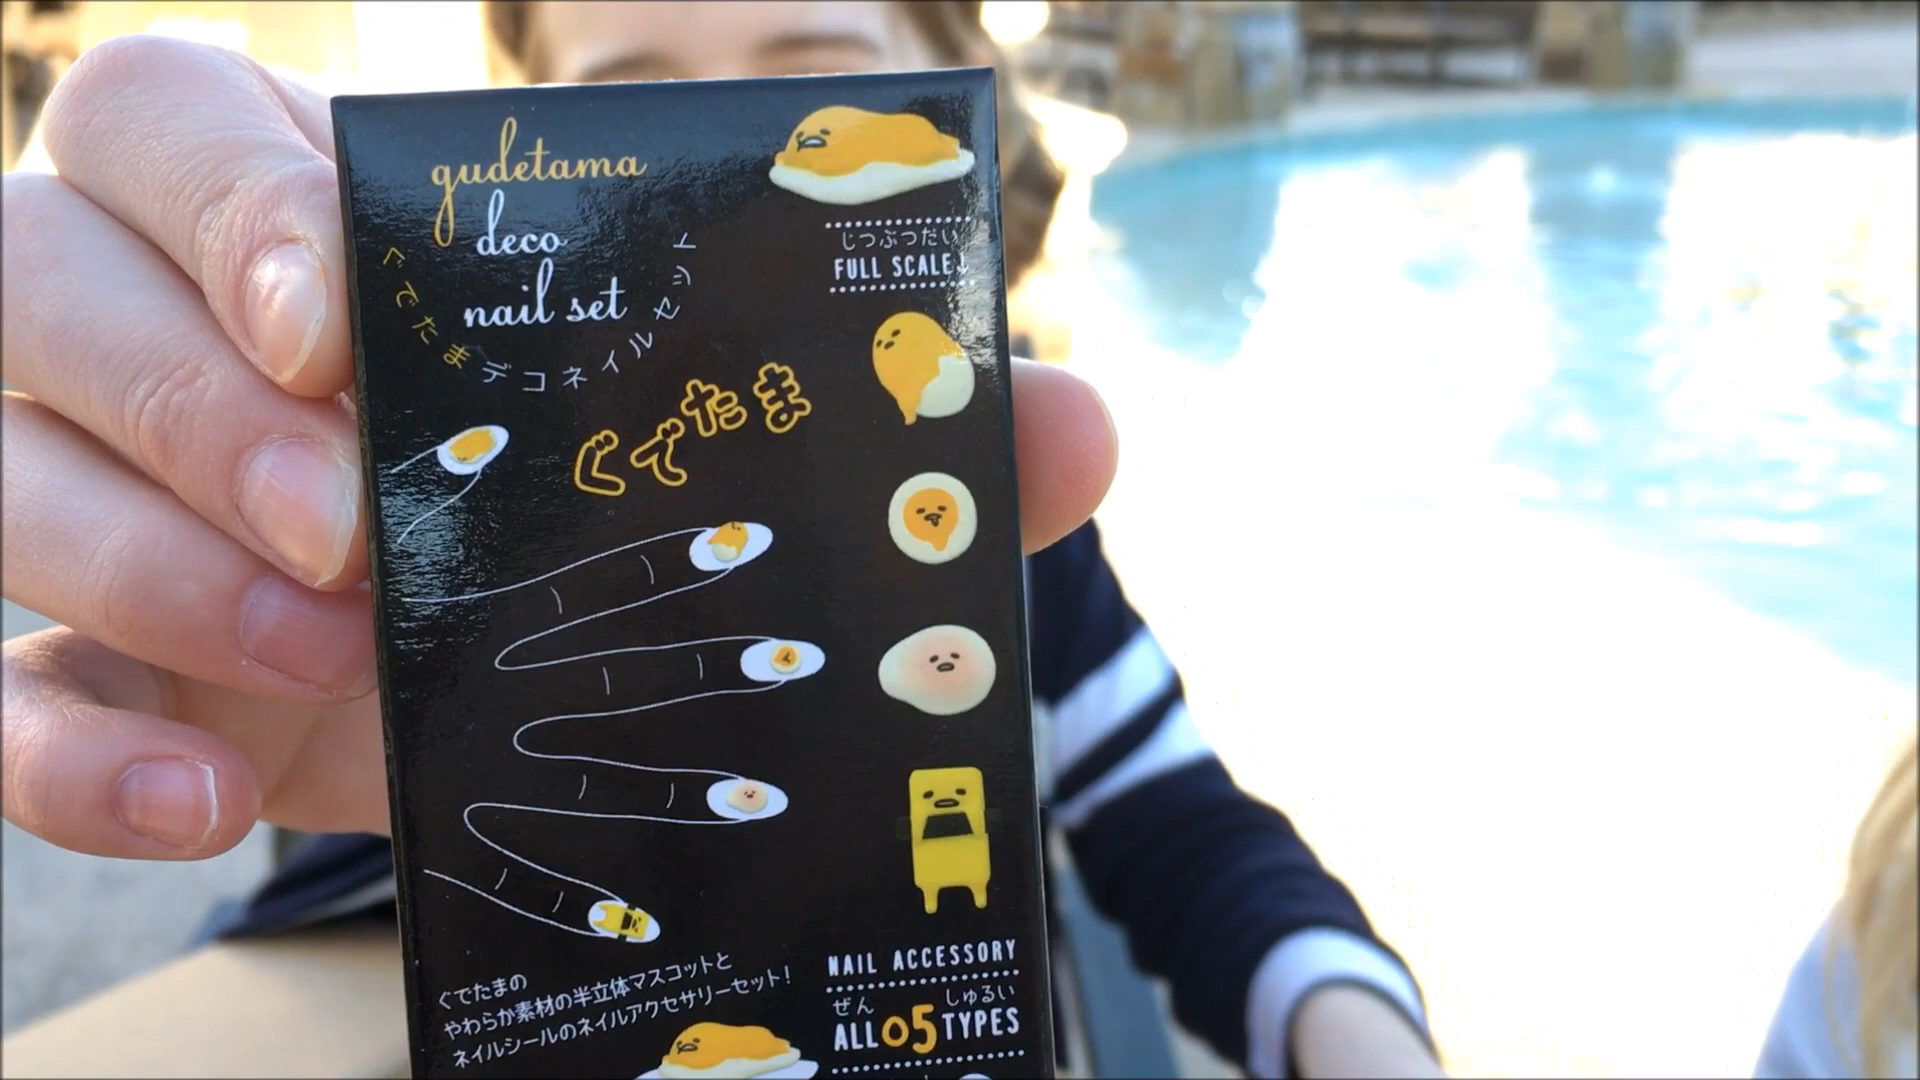 gudetama
deco
nail set
ぐでたまデコネイルセット
じつぶつだい
FULL SCALE↓
ぐでたま
ぐでたまの
やわらか素材の半立体マスコットと
ネイルシールのネイルアクセサリーセット!
NAIL ACCESSORY
ぜん しゅるい
ALL 05 TYPES